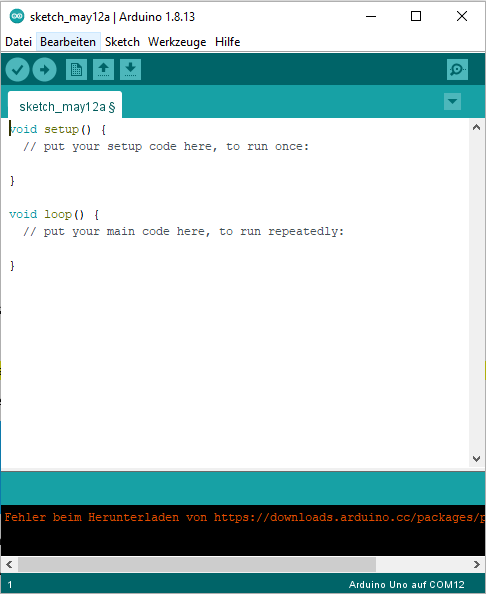 sketch_may12a | Arduino 1.8.13
Datei Bearbeiten Sketch Werkzeuge Hilfe
sketch_may12a §
void setup() {
// put your setup code here, to run once:
}
void loop() {
// put your main code here, to run repeatedly:
}
Fehler beim Herunterladen von https://downloads.arduino.cc/packages/p
1
Arduino Uno auf COM12